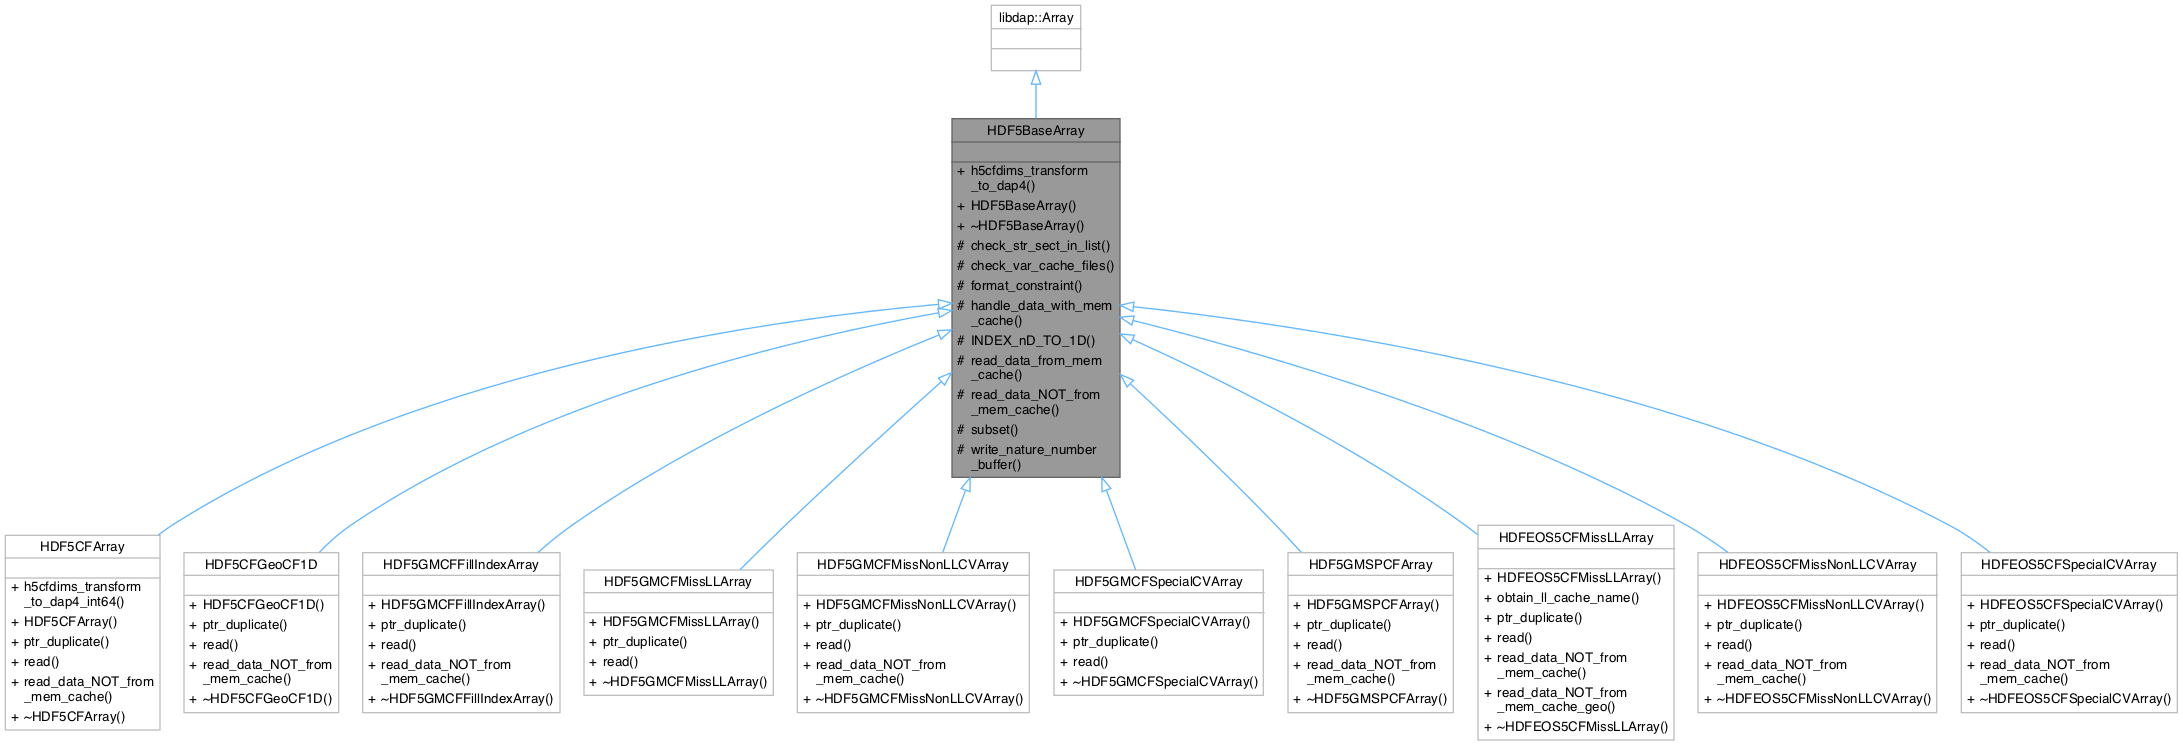 libdap::Array
HDF5BaseArray
+ h5cfdims_transform
_to_dap4()
+ HDF5BaseArray()
+ ~HDF5BaseArray()
# check_str_sect_in_list()
# check_var_cache_files()
# format_constraint()
# handle_data_with_mem
_cache()
# INDEX_nD_TO_1D()
# read_data_from_mem
_cache()
# read_data_NOT_from
_mem_cache()
# subset()
# write_nature_number
_buffer()
HDF5CFArray
+ h5cfdims_transform
_to_dap4_int64()
+ HDF5CFArray()
+ ptr_duplicate()
+ read()
+ read_data_NOT_from
_mem_cache()
+ ~HDF5CFArray()
HDF5CFGeoCF1D
+ HDF5CFGeoCF1D()
+ ptr_duplicate()
+ read()
+ read_data_NOT_from
_mem_cache()
+ ~HDF5CFGeoCF1D()
HDF5GMCFFillIndexArray
+ HDF5GMCFFillIndexArray()
+ ptr_duplicate()
+ read()
+ read_data_NOT_from
_mem_cache()
+ ~HDF5GMCFFillIndexArray()
HDF5GMCFMissLLArray
+ HDF5GMCFMissLLArray()
+ ptr_duplicate()
+ read()
+ ~HDF5GMCFMissLLArray()
HDF5GMCFMissNonLLCVArray
+ HDF5GMCFMissNonLLCVArray()
+ ptr_duplicate()
+ read()
+ read_data_NOT_from
_mem_cache()
+ ~HDF5GMCFMissNonLLCVArray()
HDF5GMCFSpecialCVArray
+ HDF5GMCFSpecialCVArray()
+ ptr_duplicate()
+ read()
+ ~HDF5GMCFSpecialCVArray()
HDF5GMSPCFArray
+ HDF5GMSPCFArray()
+ ptr_duplicate()
+ read()
+ read_data_NOT_from
_mem_cache()
+ ~HDF5GMSPCFArray()
HDFEOS5CFMissLLArray
+ HDFEOS5CFMissLLArray()
+ obtain_ll_cache_name()
+ ptr_duplicate()
+ read()
+ read_data_NOT_from
_mem_cache()
+ read_data_NOT_from
_mem_cache_geo()
+ ~HDFEOS5CFMissLLArray()
HDFEOS5CFMissNonLLCVArray
+ HDFEOS5CFMissNonLLCVArray()
+ ptr_duplicate()
+ read()
+ read_data_NOT_from
_mem_cache()
+ ~HDFEOS5CFMissNonLLCVArray()
HDFEOS5CFSpecialCVArray
+ HDFEOS5CFSpecialCVArray()
+ ptr_duplicate()
+ read()
+ read_data_NOT_from
_mem_cache()
+ ~HDFEOS5CFSpecialCVArray()